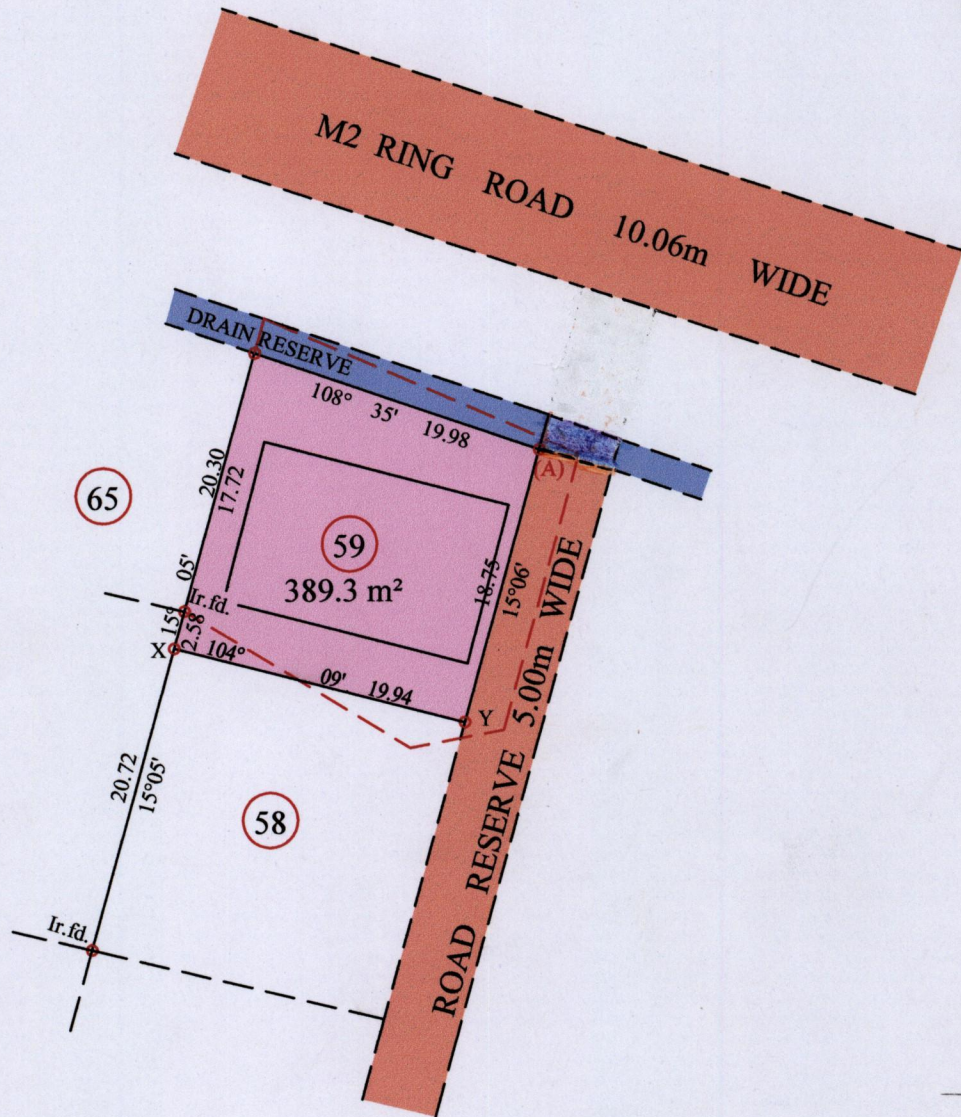 M2 RING ROAD 10.06m WIDE
DRAIN RESERVE
108° 35' 19.98
(A)
20.30
17.72
65
59
389.3 m²
18.75
15°06'
15° 05'
Ir.fd.
2.58
X
104° 09' 19.94
Y
ROAD RESERVE 5.00m WIDE
20.72
15°05'
58
Ir.fd.